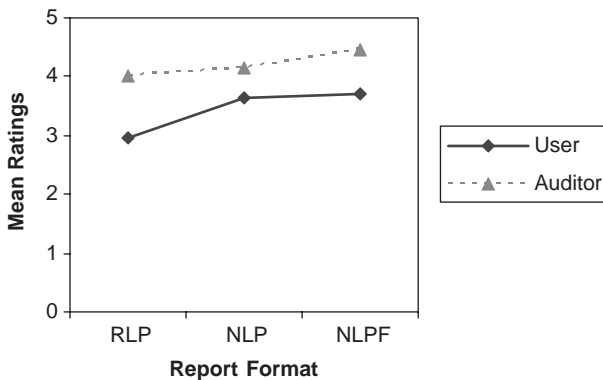 5
4
3
2
1
0
Mean Ratings
RLP NLP NLPF
Report Format
User
Auditor